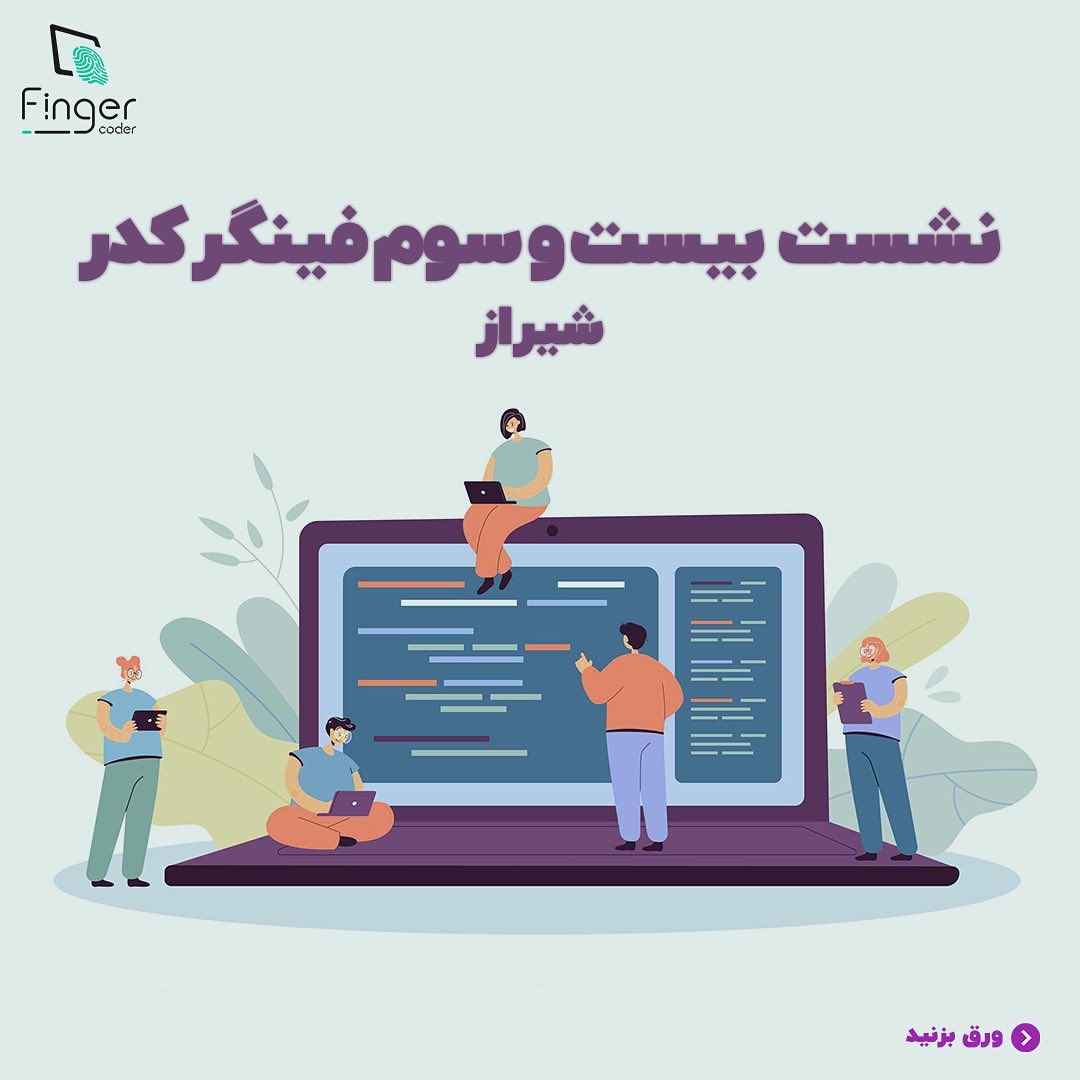 Finger
coder
نشست بیست و سوم فینگر کدر
شیراز
ورق بزنید